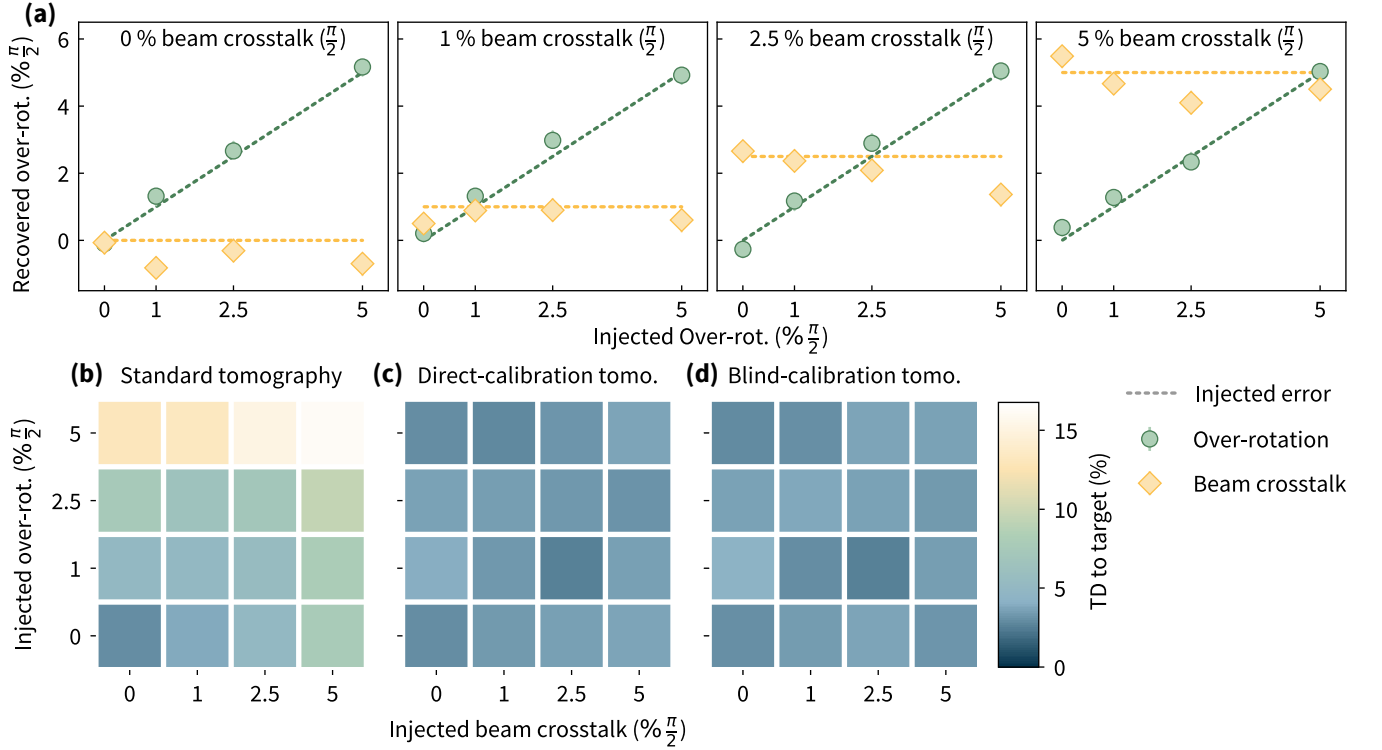 (a)
0 % beam crosstalk (π/2)
1 % beam crosstalk (π/2)
2.5 % beam crosstalk (π/2)
5 % beam crosstalk (π/2)
Recovered over-rot. (% π/2)
6
4
2
0
0 1 2.5 5
0 1 2.5 5
0 1 2.5 5
0 1 2.5 5
Injected Over-rot. (% π/2)
(b) Standard tomography
(c) Direct-calibration tomo.
(d) Blind-calibration tomo.
Injected over-rot. (% π/2)
5
2.5
1
0
0 1 2.5 5
0 1 2.5 5
0 1 2.5 5
Injected beam crosstalk (% π/2)
15
10
5
0
TD to target (%)
Injected error
Over-rotation
Beam crosstalk